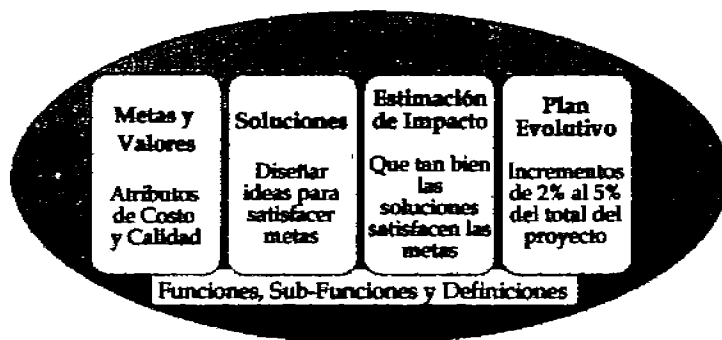 Metas y
Valores
Atributos
de Costo
y Calidad
Soluciones
Diseñar
ideas para
satisfacer
metas
Estimación
de Impacto
Que tan bien
las
soluciones
satisfacen las
metas
Plan
Evolutivo
Incrementos
de 2% al 5%
del total del
proyecto
Funciones, Sub-Funciones y Definiciones